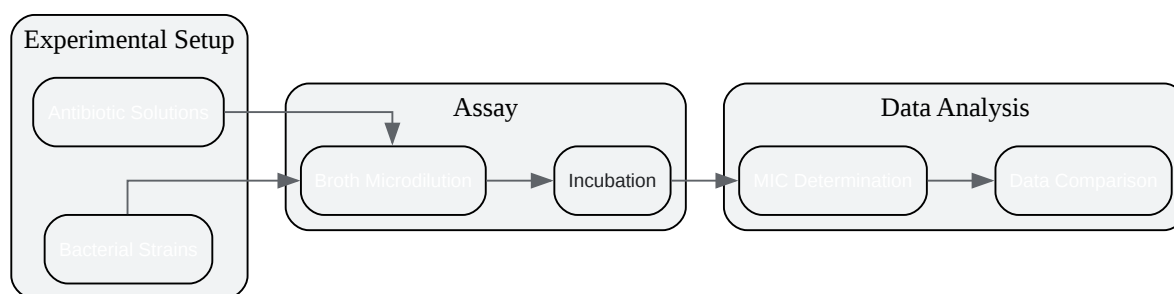 Experimental Setup
Antibiotic Solutions
Bacterial Strains
Assay
Broth Microdilution
Incubation
Data Analysis
MIC Determination
Data Comparison